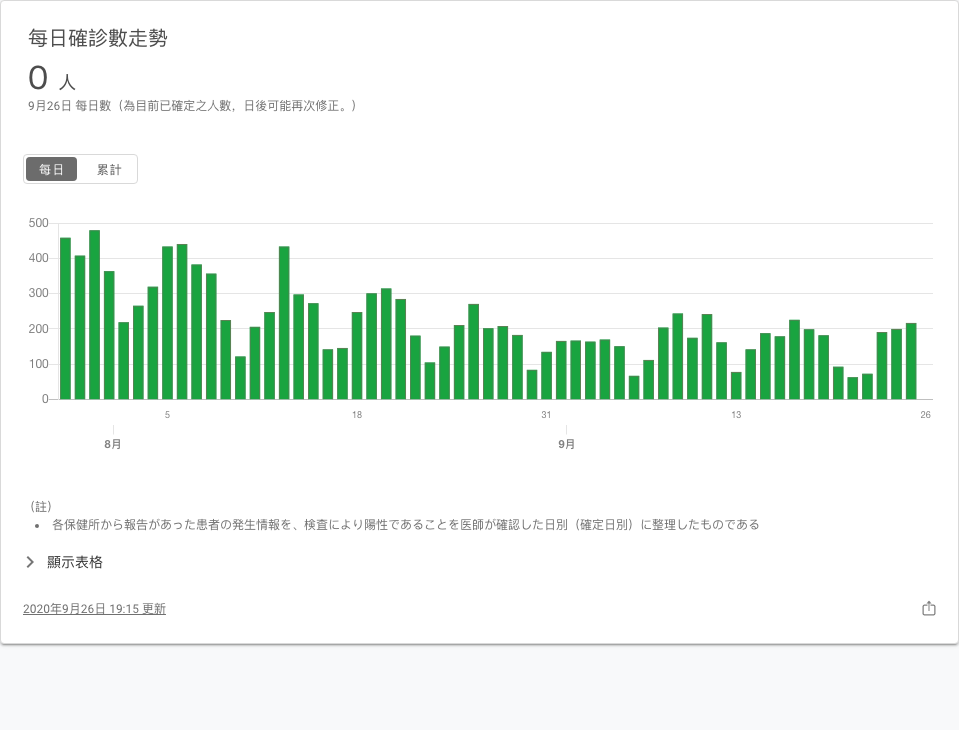 每日確診數走勢
0 人
9月26日 每日數（為目前已確定之人數，日後可能再次修正。）
每日 累計
500
400
300
200
100
0
5 18 31 13 26
8月 9月
（註）
• 各保健所から報告があった患者の発生情報を、検査により陽性であることを医師が確認した日別（確定日別）に整理したものである
顯示表格
2020年9月26日 19:15 更新